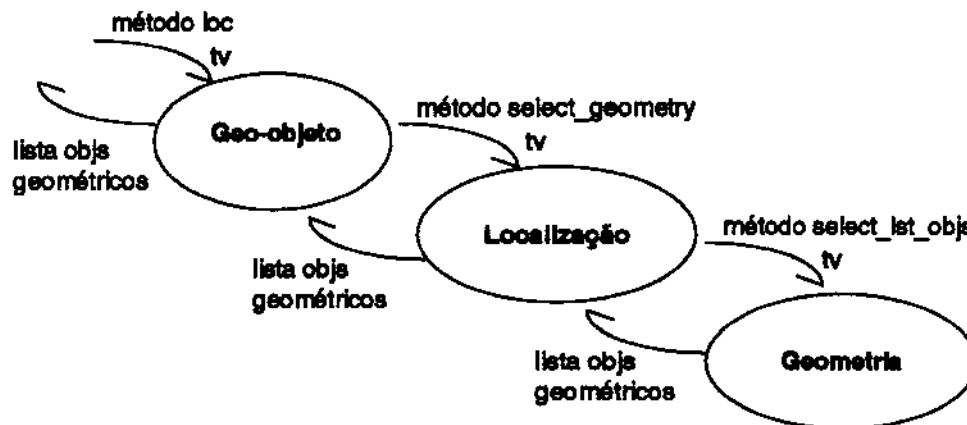 método loc
tv
Geo-objeto
lista objs
geométricos
método select_geometry
tv
Localização
lista objs
geométricos
método select_lst_objs
tv
Geometria
lista objs
geométricos